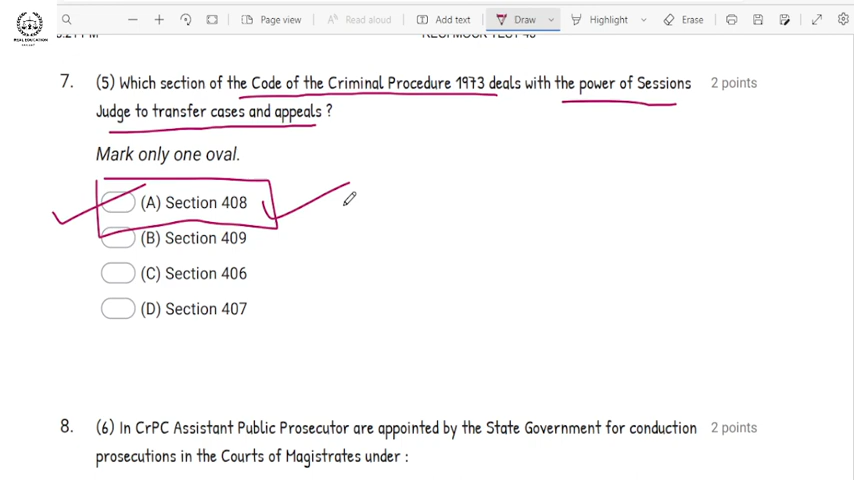 REAL EDUCATION
Page view
Read aloud
Add text
Draw
Highlight
Erase
7. (5) Which section of the Code of the Criminal Procedure 1973 deals with the power of Sessions 2 points
Judge to transfer cases and appeals ?
Mark only one oval.
(A) Section 408
(B) Section 409
(C) Section 406
(D) Section 407
8. (6) In CrPC Assistant Public Prosecutor are appointed by the State Government for conduction 2 points
prosecutions in the Courts of Magistrates under :